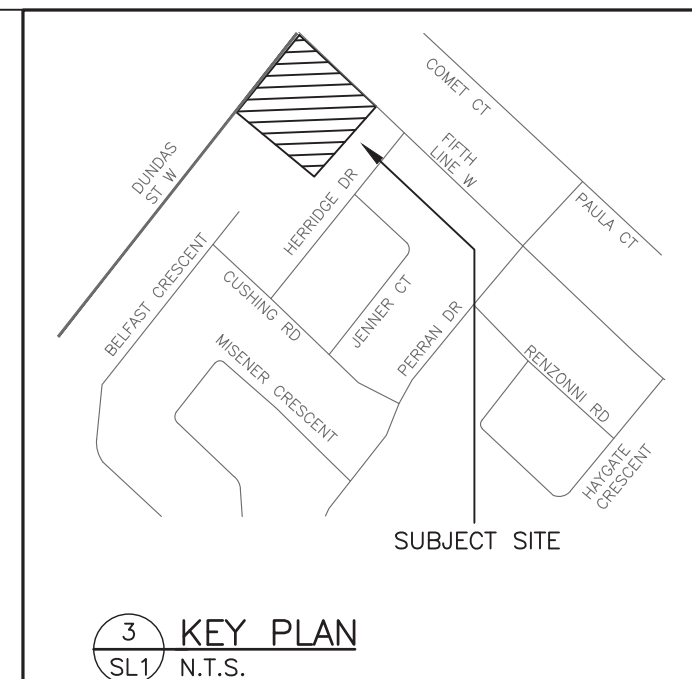 COMET CT
FIFTH
LINE W
DUNDAS
ST W
HERRIDGE DR
PAULA CT
BELFAST CRESCENT
CUSHING RD
JENNER CT
PERRAN DR
MISENER CRESCENT
RENZONNI RD
HAYGATE
CRESCENT
SUBJECT SITE
3 KEY PLAN
SL1 N.T.S.